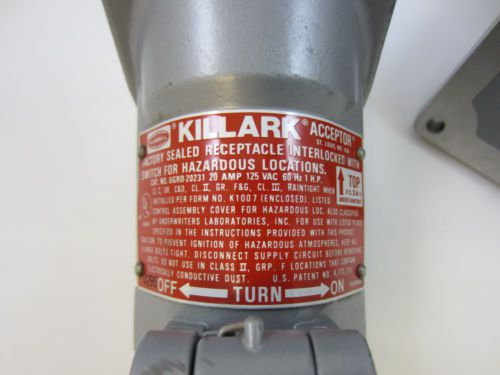 KILLARK® ACCEPTOR
ST. LOUIS, MO. USA
FACTORY SEALED RECEPTACLE INTERLOCKED WITH
SWITCH FOR HAZARDOUS LOCATIONS.
CAT. NO. UGRD-20231 20 AMP 125 VAC 60 Hz 1 H.P.
GR. C&D, CL. II, GR. F&G, CL. III, RAINTIGHT WHEN
INSTALLED PER FORM NO. K1007 (ENCLOSED). LISTED
CONTROL ASSEMBLY COVER FOR HAZARDOUS LOC. ALSO CLASSIFIED
BY UNDERWRITERS LABORATORIES, INC. FOR USE WITH LISTED PLUGS
SPECIFIED IN THE INSTRUCTIONS PROVIDED WITH THIS PRODUCT.
CAUTION: TO PREVENT IGNITION OF HAZARDOUS ATMOSPHERES, KEEP ALL
FLANGE BOLTS TIGHT. DISCONNECT SUPPLY CIRCUIT BEFORE REMOVING
BOLTS. DO NOT USE IN CLASS II, GRP. F LOCATIONS THAT CONTAIN
ELECTRICALLY CONDUCTIVE DUST. U.S. PATENT NO.
TOP
OFF TURN ON